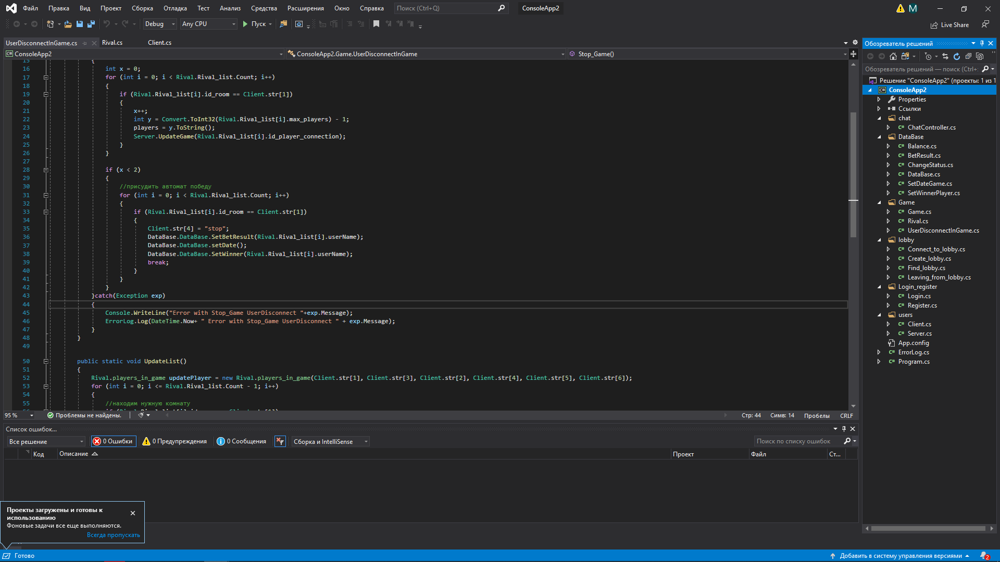 Файл Правка Вид Проект Сборка Отладка Тест Анализ Средства Расширения Окно Справка Поиск (Ctrl+Q) ConsoleApp2 M
Debug Any CPU Пуск Live Share
UserDisconnectInGame.cs Rival.cs Client.cs
C# ConsoleApp2 ConsoleApp2.Game.UserDisconnectInGame Stop_Game()
15 {
16 int x = 0;
17 for (int i = 0; i < Rival.Rival_list.Count; i++)
18 {
19 if (Rival.Rival_list[i].id_room == Client.str[1])
20 {
21 x++;
22 int y = Convert.ToInt32(Rival.Rival_list[i].max_players) - 1;
23 players = y.ToString();
24 Server.UpdateGame(Rival.Rival_list[i].id_player_connection);
25 }
26 }
27
28 if (x < 2)
29 {
30 //присудить автомат победу
31 for (int i = 0; i < Rival.Rival_list.Count; i++)
32 {
33 if (Rival.Rival_list[i].id_room == Client.str[1])
34 {
35 Client.str[4] = "stop";
36 DataBase.DataBase.SetBetResult(Rival.Rival_list[i].userName);
37 DataBase.DataBase.setDate();
38 DataBase.DataBase.SetWinner(Rival.Rival_list[i].userName);
39 break;
40 }
41 }
42 }
43 }catch(Exception exp)
44 {
45 Console.WriteLine("Error with Stop_Game UserDisconnect "+exp.Message);
46 ErrorLog.Log(DateTime.Now+ " Error with Stop_Game UserDisconnect " + exp.Message);
47 }
48 }
49
50 public static void UpdateList()
51 {
52 Rival.players_in_game updatePlayer = new Rival.players_in_game(Client.str[1], Client.str[3], Client.str[2], Client.str[4], Client.str[5], Client.str[6]);
53 for (int i = 0; i <= Rival.Rival_list.Count - 1; i++)
54 {
55 //находим нужную комнату
95 % Проблемы не найдены. Стр: 44 Симв: 14 Пробелы CRLF
Список ошибок...
Все решение 0 Ошибки 0 Предупреждения 0 Сообщения Сборка и IntelliSense Поиск по списку ошибок
Код Описание Проект Файл Ст...
Обозреватель решений
Обозреватель решений — поиск (Ctrl+
Решение "ConsoleApp2" (проекты: 1 из 1
C# ConsoleApp2
Properties
Ссылки
chat
C# ChatController.cs
DataBase
C# Balance.cs
C# BetResult.cs
C# ChangeStatus.cs
C# DataBase.cs
C# SetDateGame.cs
C# SetWinnerPlayer.cs
Game
C# Game.cs
C# Rival.cs
C# UserDisconnectInGame.cs
lobby
C# Connect_to_lobby.cs
C# Create_lobby.cs
C# Find_lobby.cs
C# Leaving_from_lobby.cs
Login_register
C# Login.cs
C# Register.cs
users
C# Client.cs
C# Server.cs
App.config
C# ErrorLog.cs
C# Program.cs
Проекты загружены и готовы к
использованию
Фоновые задачи все еще выполняются.
Всегда пропускать
Готово Добавить в систему управления версиями 2